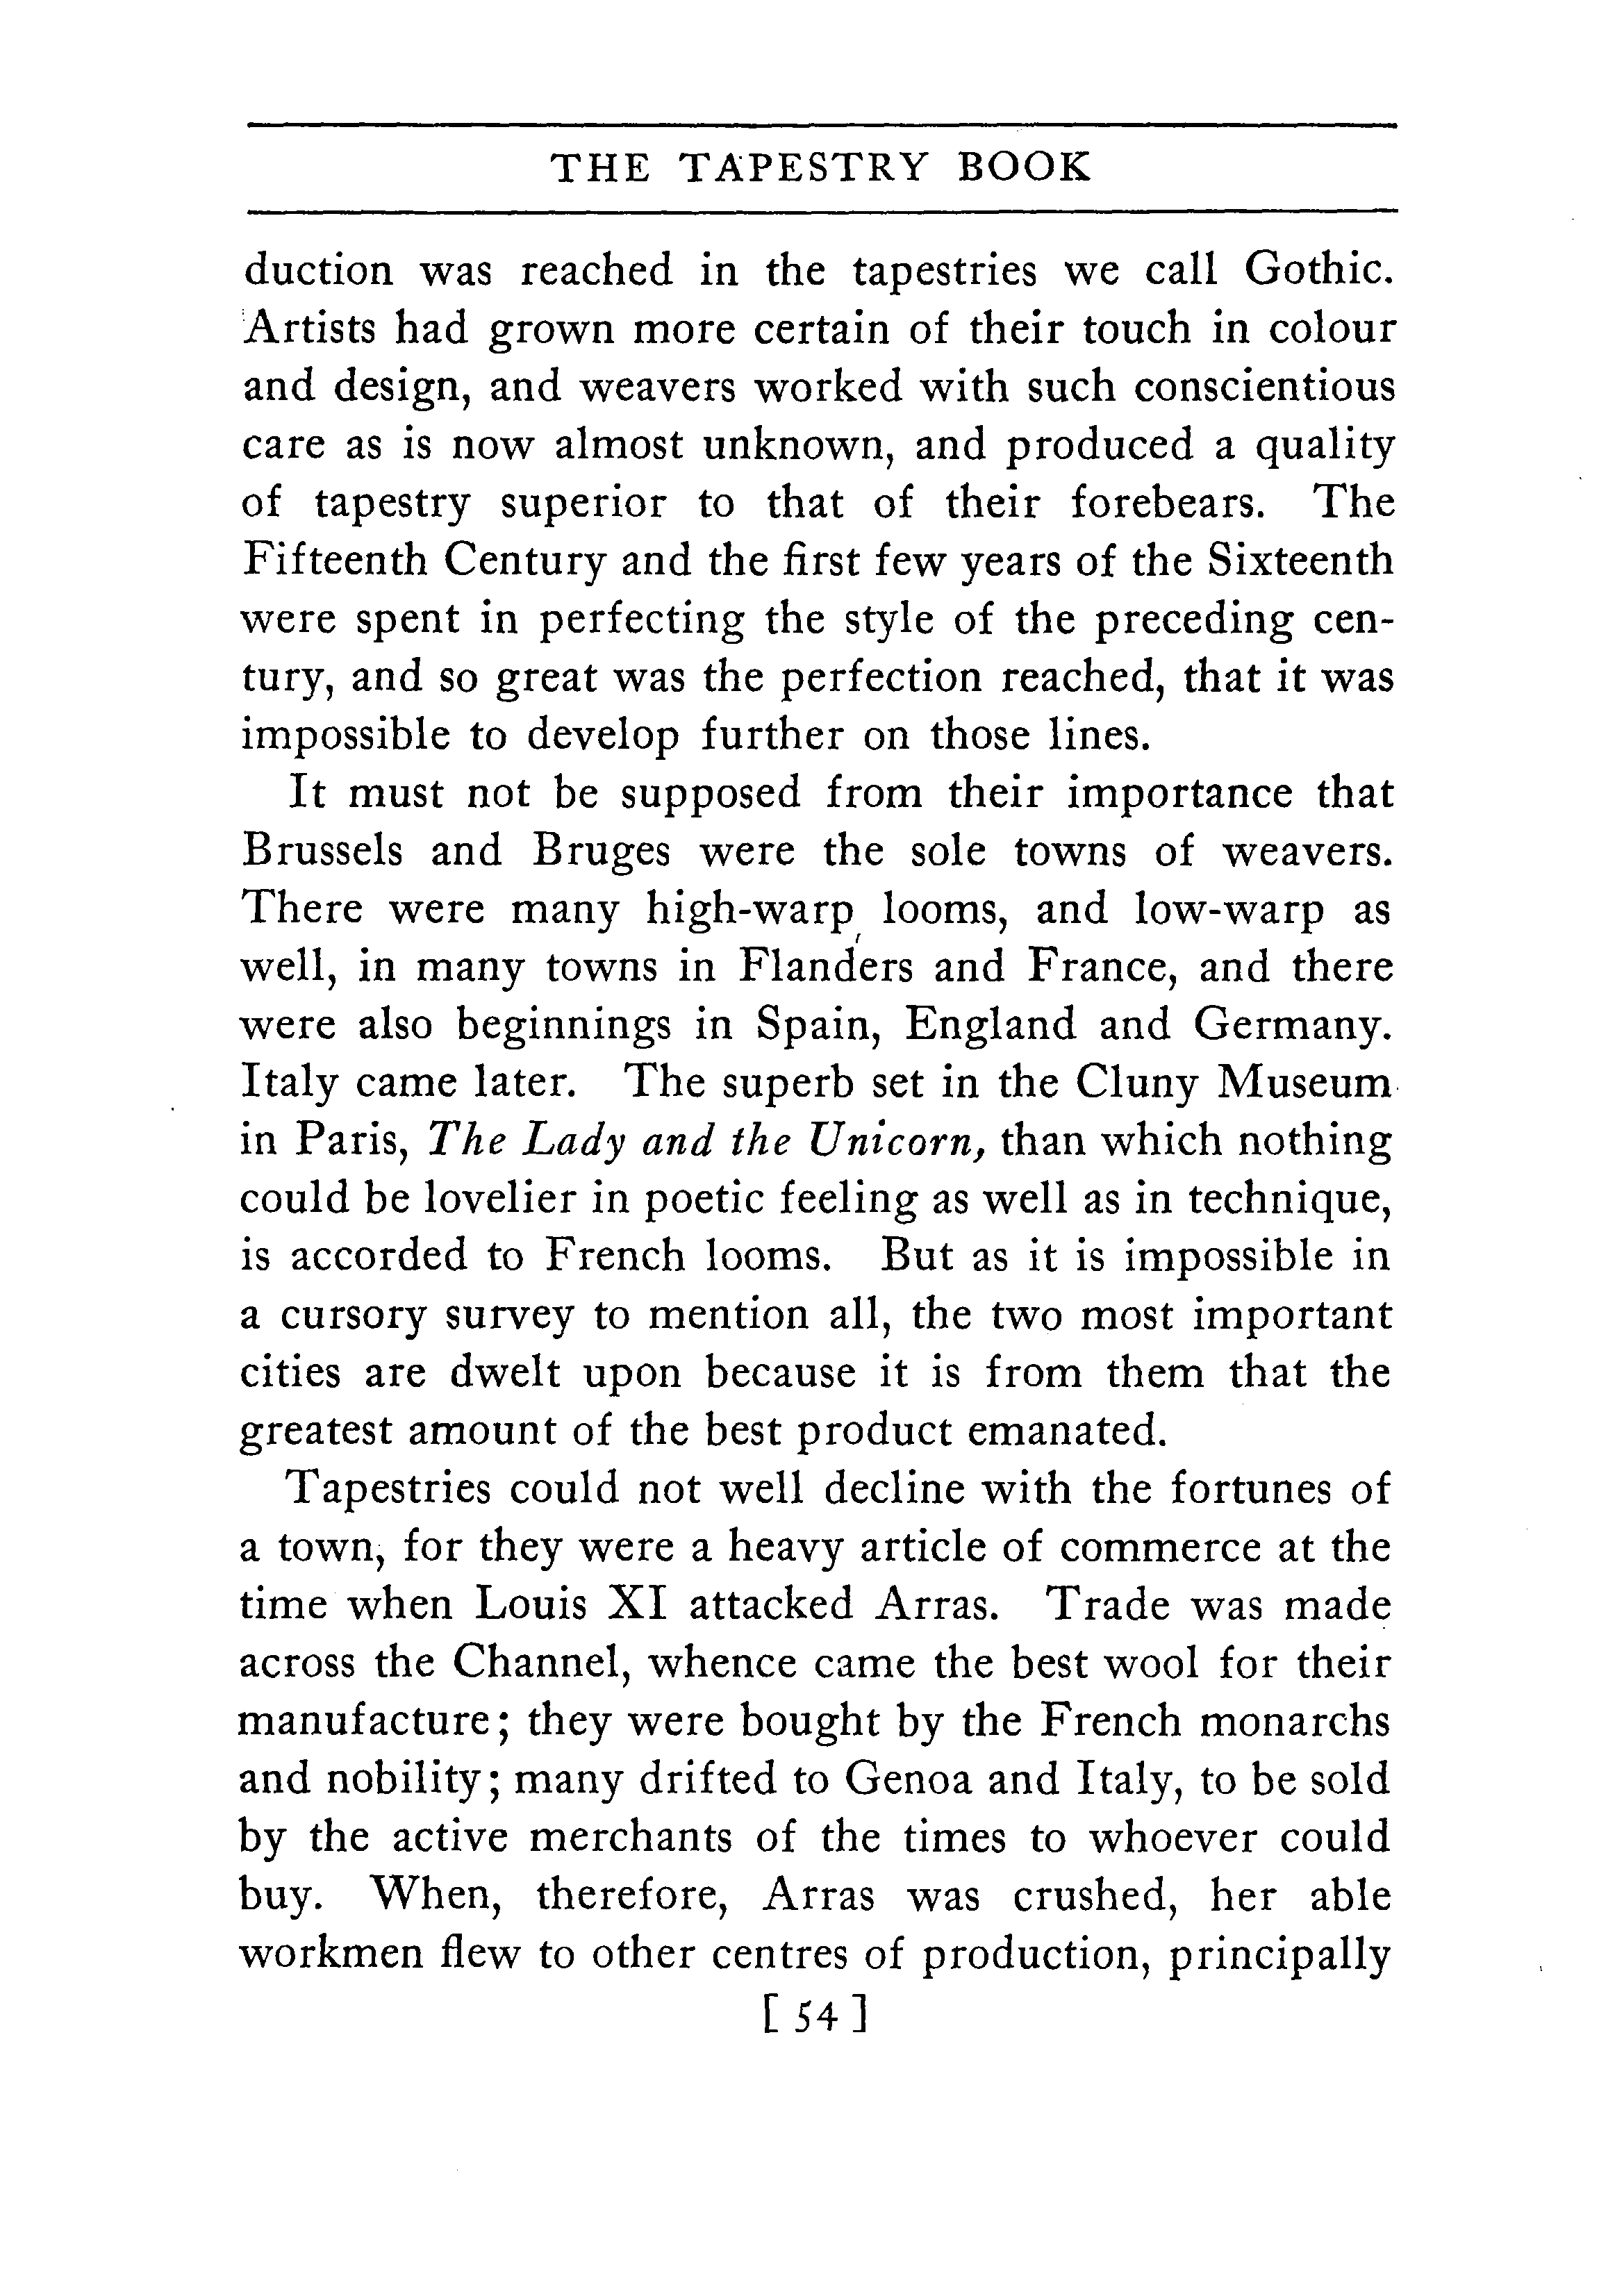 THE TAPESTRY BOOK
duction was reached in the tapestries we call Gothic.
Artists had grown more certain of their touch in colour
and design, and weavers worked with such conscientious
care as is now almost unknown, and produced a quality
of tapestry superior to that of their forebears. The
Fifteenth Century and the first few years of the Sixteenth
were spent in perfecting the style of the preceding cen-
tury, and so great was the perfection reached, that it was
impossible to develop further on those lines.
It must not be supposed from their importance that
Brussels and Bruges were the sole towns of weavers.
There were many high-warp looms, and low-warp as
well, in many towns in Flanders and France, and there
were also beginnings in Spain, England and Germany.
Italy came later. The superb set in the Cluny Museum
in Paris, The Lady and the Unicorn, than which nothing
could be lovelier in poetic feeling as well as in technique,
is accorded to French looms. But as it is impossible in
a cursory survey to mention all, the two most important
cities are dwelt upon because it is from them that the
greatest amount of the best product emanated.
Tapestries could not well decline with the fortunes of
a town, for they were a heavy article of commerce at the
time when Louis XI attacked Arras. Trade was made
across the Channel, whence came the best wool for their
manufacture; they were bought by the French monarchs
and nobility; many drifted to Genoa and Italy, to be sold
by the active merchants of the times to whoever could
buy. When, therefore, Arras was crushed, her able
workmen flew to other centres of production, principally
[ 54 ]